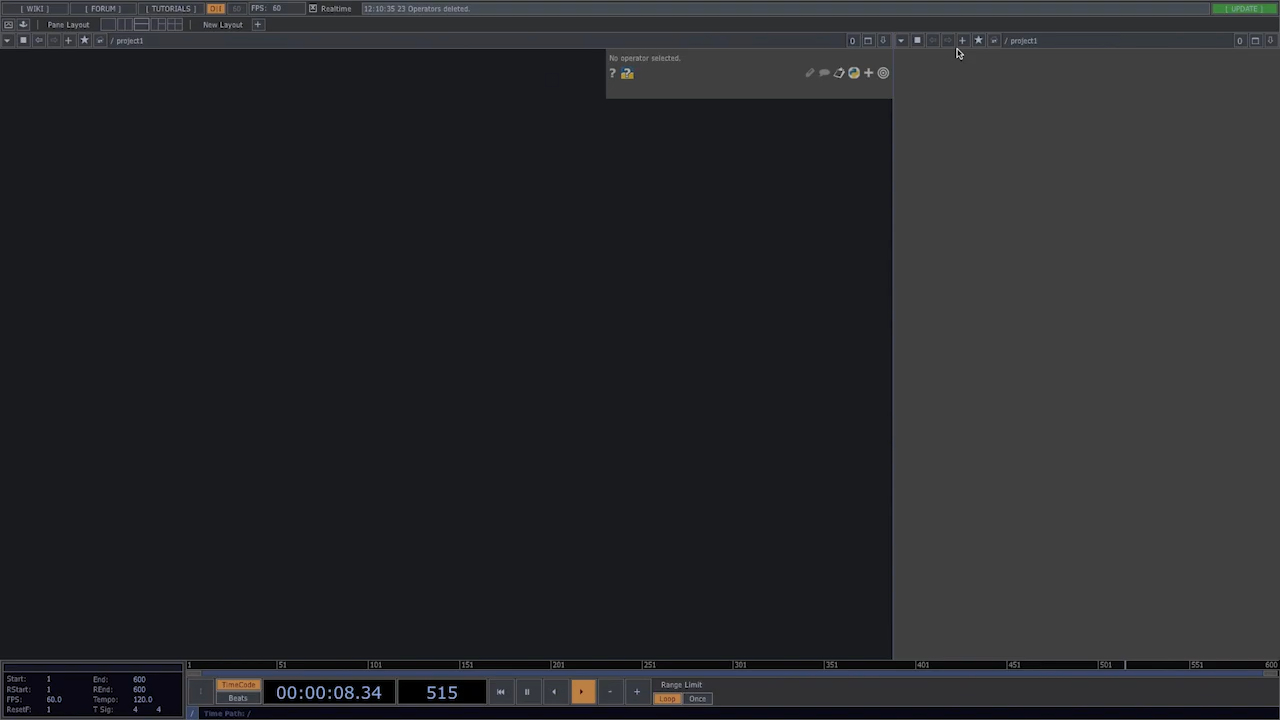 [ WIKI ] [ FORUM ] [ TUTORIALS ] O|I 60 FPS: 60 Realtime 12:10:35 23 Operators deleted. [ UPDATE ]
Pane Layout New Layout +
/ project1 0 / project1 0
No operator selected.
1 51 101 151 201 251 301 351 401 451 501 551 600
Start: 1 End: 600
RStart: 1 REnd: 600
FPS: 60.0 Tempo: 120.0
ResetF: 1 T Sig: 4 4
TimeCode
Beats
00:00:08.34 515
Range Limit
Loop Once
/ Time Path: /